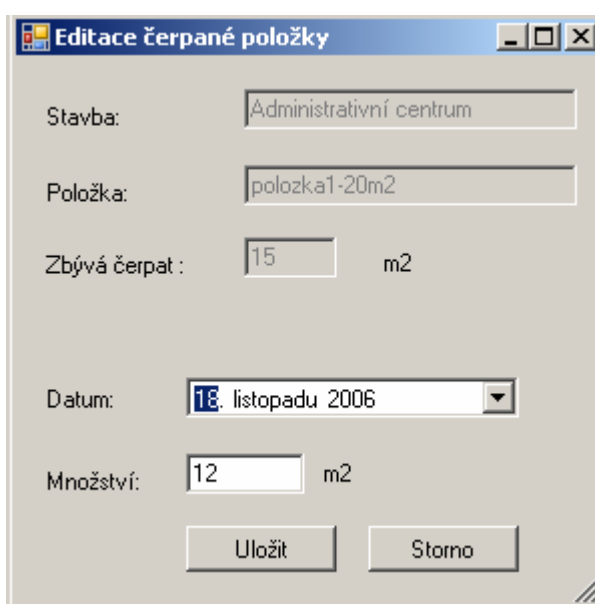 Editace čerpané položky
Stavba: Administrativní centrum
Položka: polozka1-20m2
Zbývá čerpat : 15 m2
Datum: 18. listopadu 2006
Množství: 12 m2
Uložit Storno